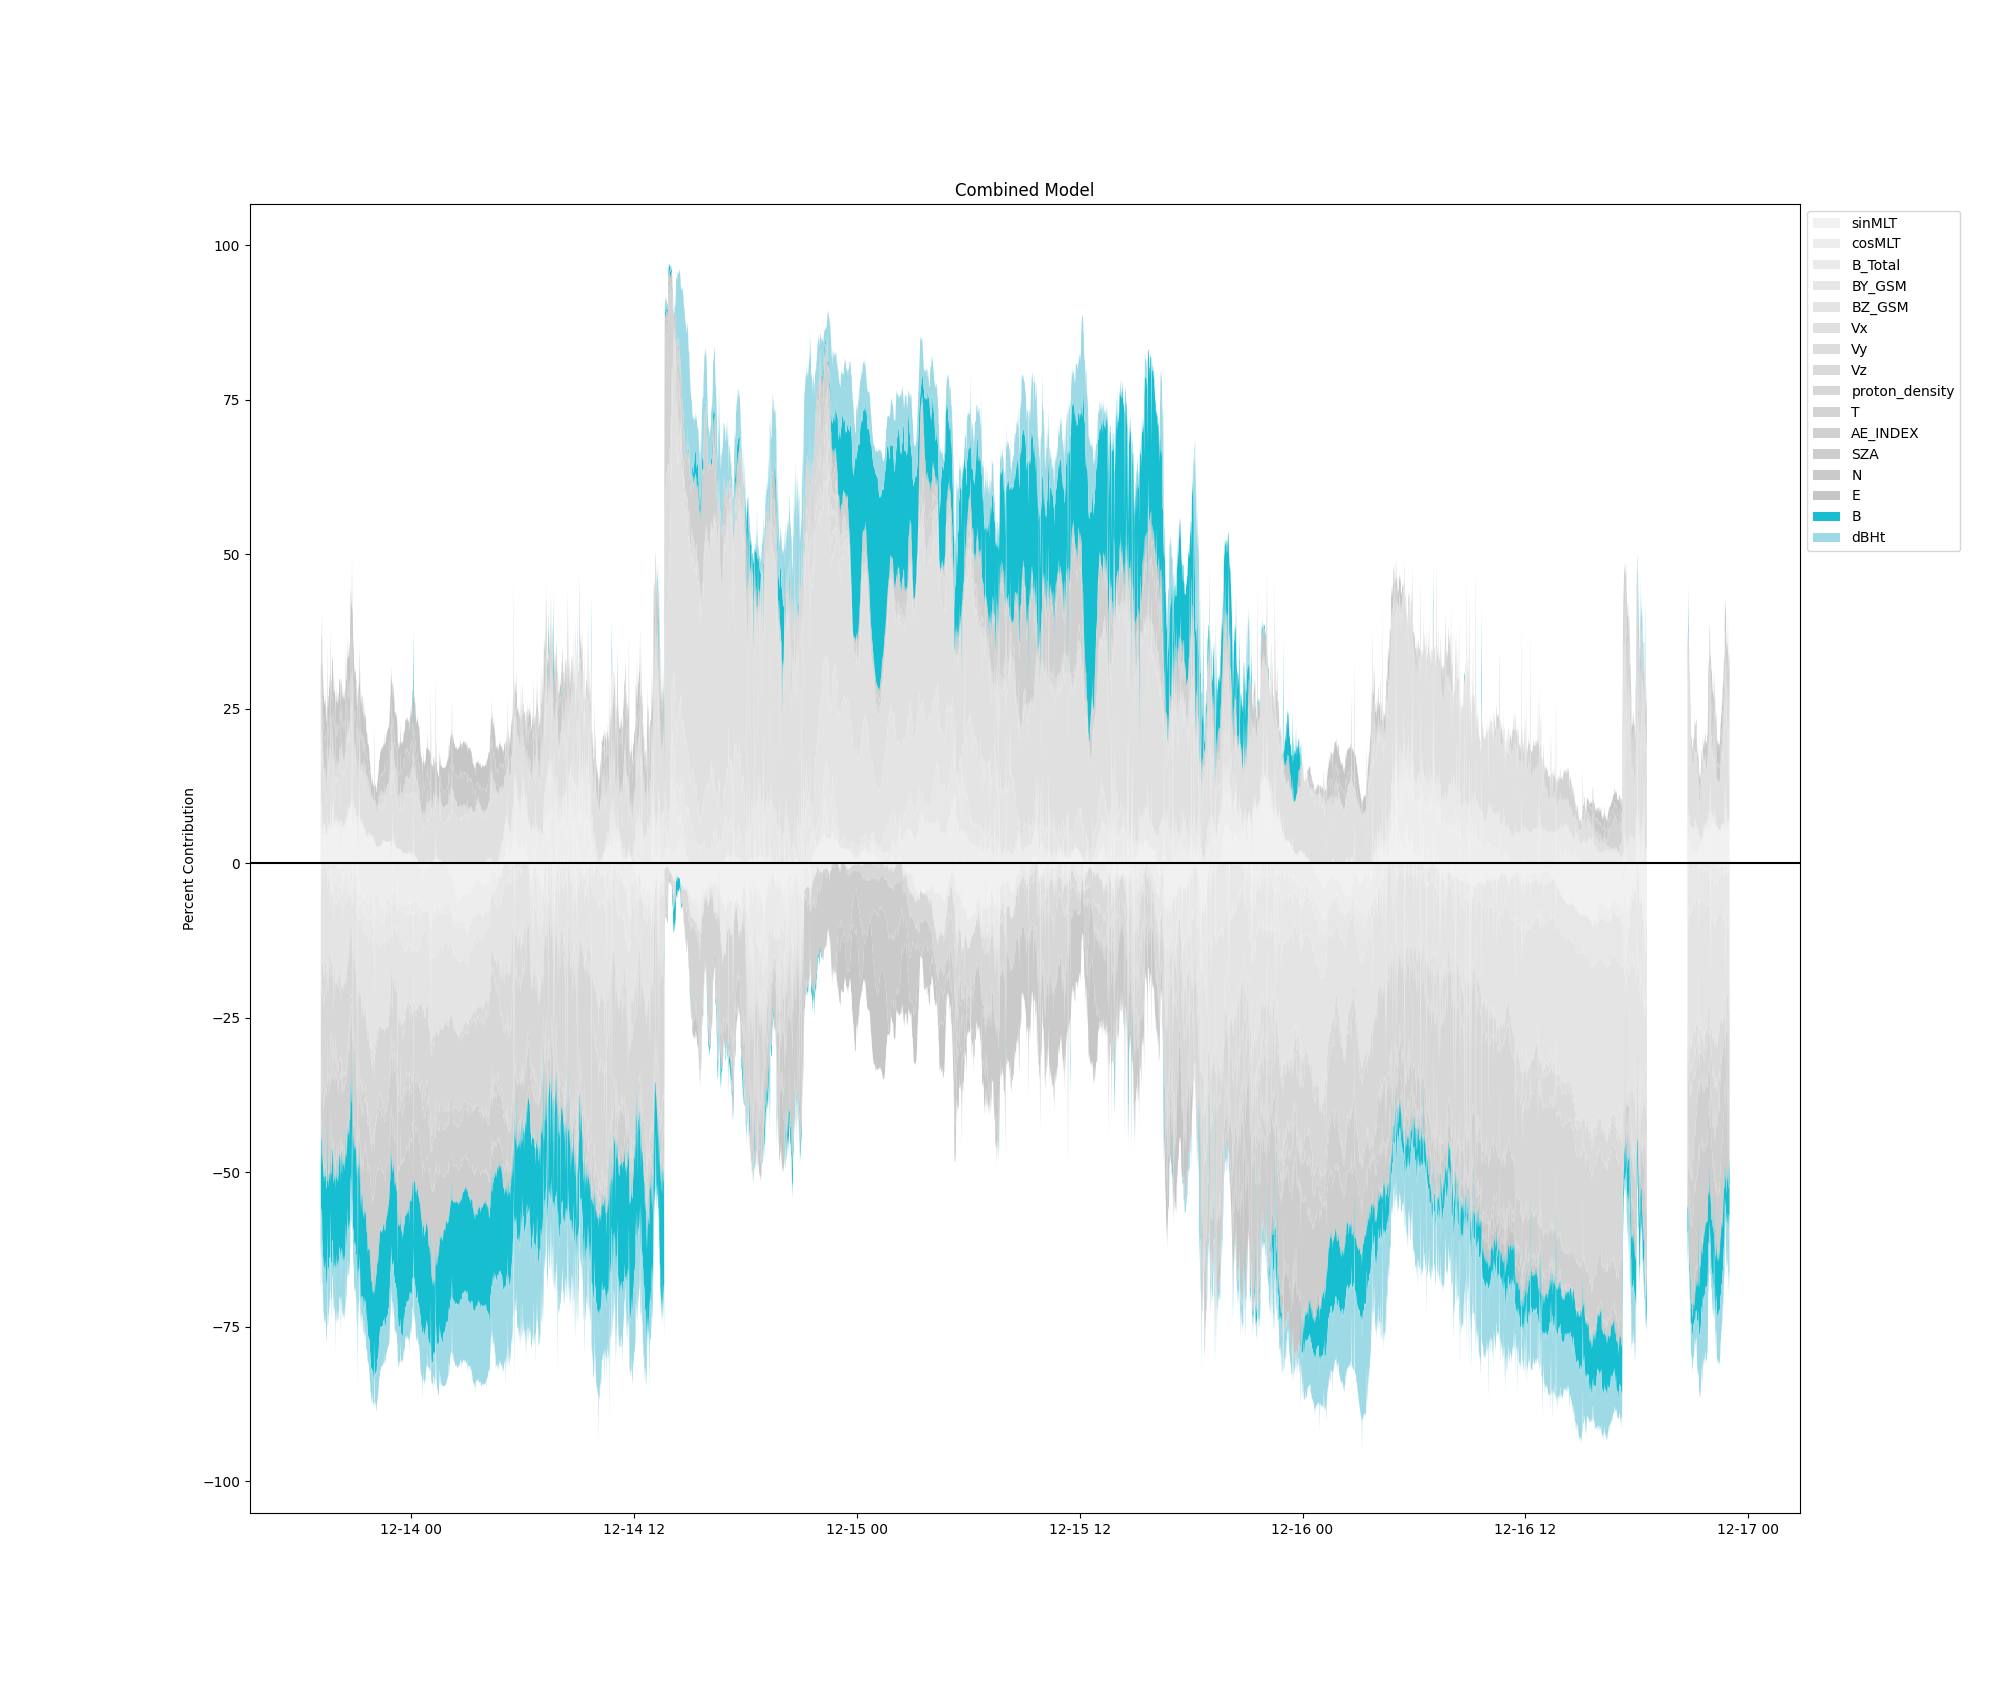 Combined Model
100
75
50
25
0
−25
−50
−75
−100
Percent Contribution
12-14 00
12-14 12
12-15 00
12-15 12
12-16 00
12-16 12
12-17 00
sinMLT
cosMLT
B_Total
BY_GSM
BZ_GSM
Vx
Vy
Vz
proton_density
T
AE_INDEX
SZA
N
E
B
dBHt